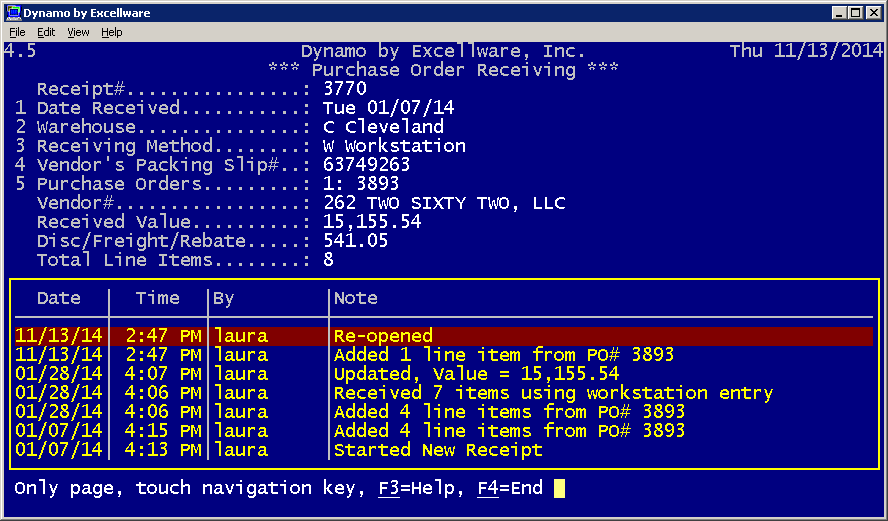 Dynamo by Excellware
File Edit View Help
4.5 Dynamo by Excellware, Inc. Thu 11/13/2014
*** Purchase Order Receiving ***
Receipt#.................: 3770
1 Date Received............: Tue 01/07/14
2 Warehouse................: C Cleveland
3 Receiving Method.........: W Workstation
4 Vendor's Packing Slip#...: 63749263
5 Purchase Orders..........: 1: 3893
Vendor#..................: 262 TWO SIXTY TWO, LLC
Received Value...........: 15,155.54
Disc/Freight/Rebate......: 541.05
Total Line Items.........: 8
Date | Time |By |Note
11/13/14| 2:47 PM|laura |Re-opened
11/13/14| 2:47 PM|laura |Added 1 line item from PO# 3893
01/28/14| 4:07 PM|laura |Updated, Value = 15,155.54
01/28/14| 4:06 PM|laura |Received 7 items using workstation entry
01/28/14| 4:06 PM|laura |Added 4 line items from PO# 3893
01/07/14| 4:15 PM|laura |Added 4 line items from PO# 3893
01/07/14| 4:13 PM|laura |Started New Receipt
Only page, touch navigation key, F3=Help, F4=End